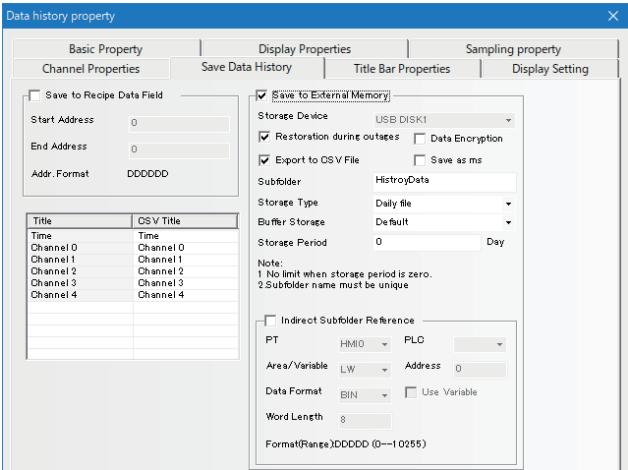 Data history property
Basic Property
Display Properties
Sampling property
Channel Properties
Save Data History
Title Bar Properties
Display Setting
Save to Recipe Data Field
Start Address
0
End Address
0
Addr. Format DDDDDD
Title CSV Title
Time Time
Channel 0 Channel 0
Channel 1 Channel 1
Channel 2 Channel 2
Channel 3 Channel 3
Channel 4 Channel 4
Save to External Memory
Storage Device USB DISK1
Restoration during outages Data Encryption
Export to CSV File Save as ms
Subfolder HistroyData
Storage Type Daily file
Buffer Storage Default
Storage Period 0 Day
Note:
1 No limit when storage period is zero.
2.Subfolder name must be unique
Indirect Subfolder Reference
PT HMI0 PLC
Area/Variable LW Address 0
Data Format BIN Use Variable
Word Length 8
Format(Range):DDDDD (0--10255)